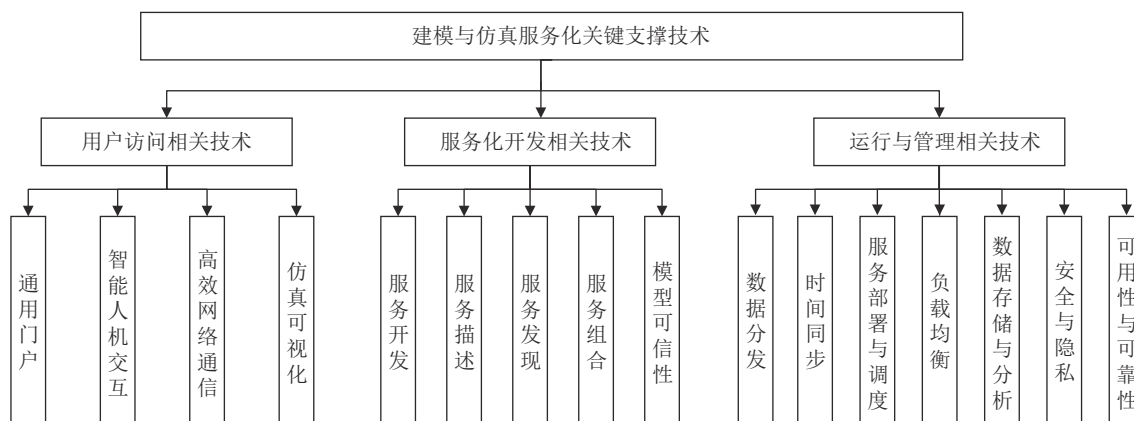 建模与仿真服务化关键支撑技术
用户访问相关技术
服务化开发相关技术
运行与管理相关技术
通用门户
智能人机交互
高效网络通信
仿真可视化
服务开发
服务描述
服务发现
服务组合
模型可信性
数据分发
时间同步
服务部署与调度
负载均衡
数据存储与分析
安全与隐私
可用性与可靠性